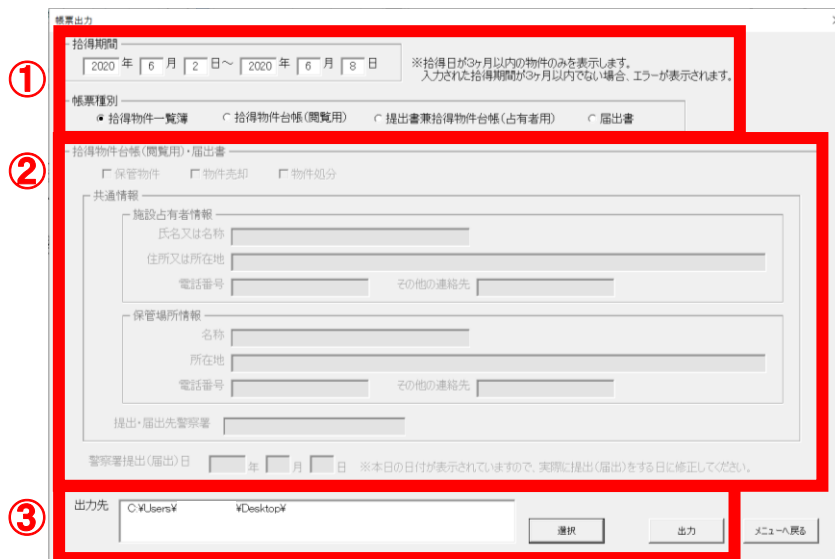 帳票出力
①
拾得期間
2020 年 6 月 2 日～ 2020 年 6 月 8 日
※拾得日が3ヶ月以内の物件のみを表示します。
入力された拾得期間が3ヶ月以内でない場合、エラーが表示されます。
帳票種別
拾得物件一覧簿 拾得物件台帳(閲覧用) 提出書兼拾得物件台帳(占有者用) 届出書
②
拾得物件台帳(閲覧用)・届出書
保管物件 物件売却 物件処分
共通情報
施設占有者情報
氏名又は名称
住所又は所在地
電話番号 その他の連絡先
保管場所情報
名称
所在地
電話番号 その他の連絡先
提出・届出先警察署
警察署提出(届出)日 年 月 日 ※本日の日付が表示されていますので、実際に提出(届出)をする日に修正してください。
③
出力先 C:¥Users¥ ¥Desktop¥
選択 出力 メニューへ戻る